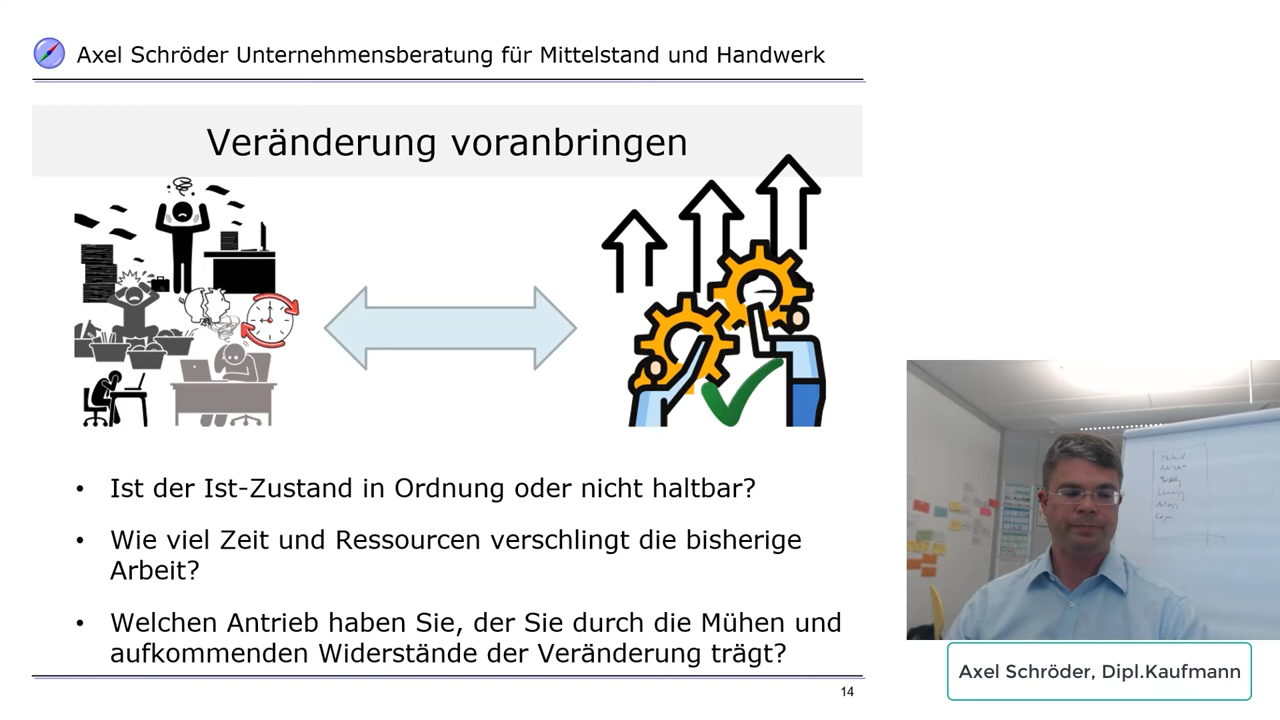 Axel Schröder Unternehmensberatung für Mittelstand und Handwerk
Veränderung voranbringen
• Ist der Ist-Zustand in Ordnung oder nicht haltbar?
• Wie viel Zeit und Ressourcen verschlingt die bisherige
Arbeit?
• Welchen Antrieb haben Sie, der Sie durch die Mühen und
aufkommenden Widerstände der Veränderung trägt?
14
Axel Schröder, Dipl.Kaufmann